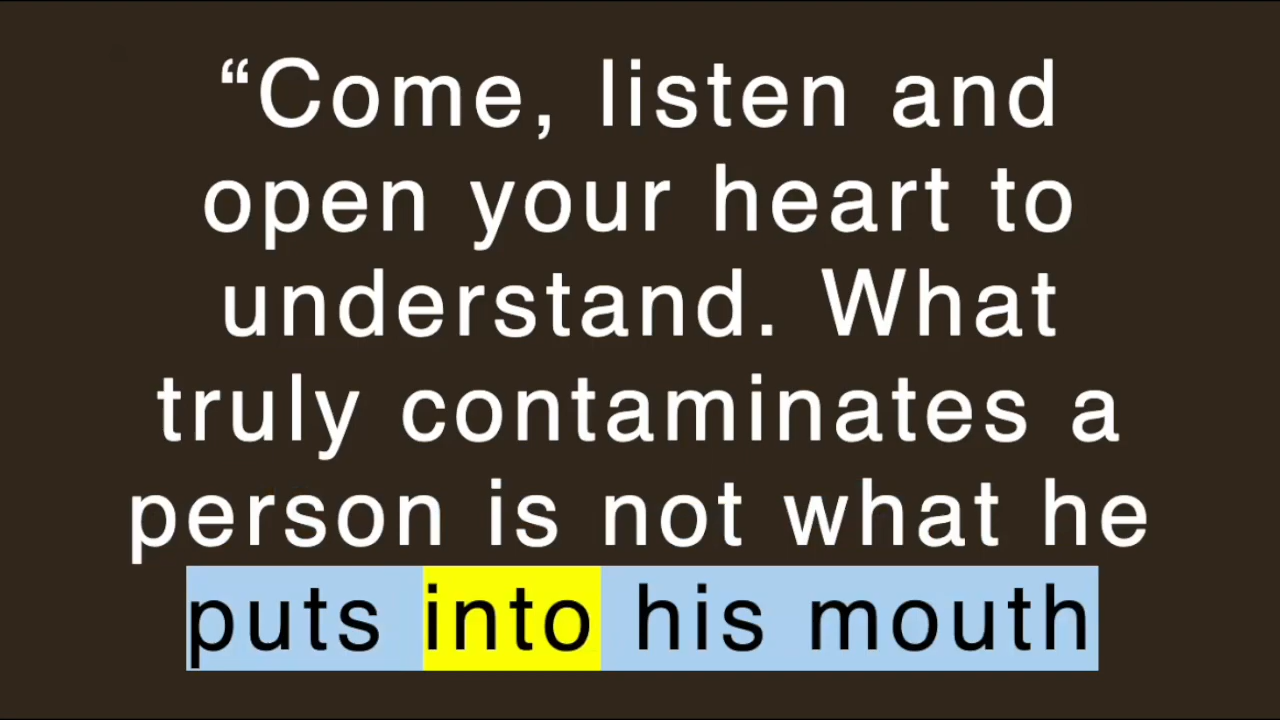 “Come, listen and
open your heart to
understand. What
truly contaminates a
person is not what he
puts into his mouth